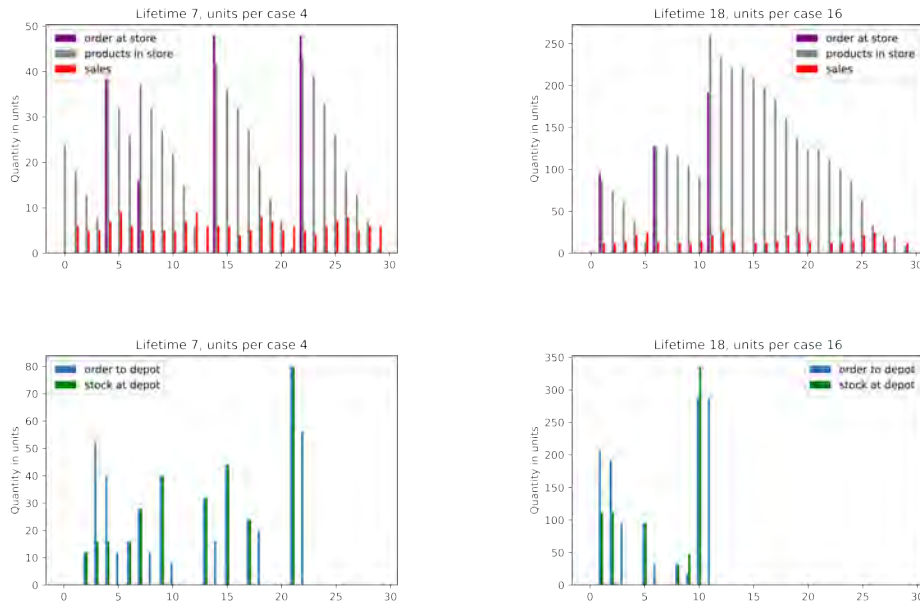 Lifetime 7, units per case 4
50
40
30
20
10
0
Quantity in units
order at store
products in store
sales
0 5 10 15 20 25 30
Lifetime 18, units per case 16
250
200
150
100
50
0
Quantity in units
order at store
products in store
sales
0 5 10 15 20 25 30
Lifetime 7, units per case 4
80
70
60
50
40
30
20
10
0
Quantity in units
order to depot
stock at depot
0 5 10 15 20 25 30
Lifetime 18, units per case 16
350
300
250
200
150
100
50
0
Quantity in units
order to depot
stock at depot
0 5 10 15 20 25 30